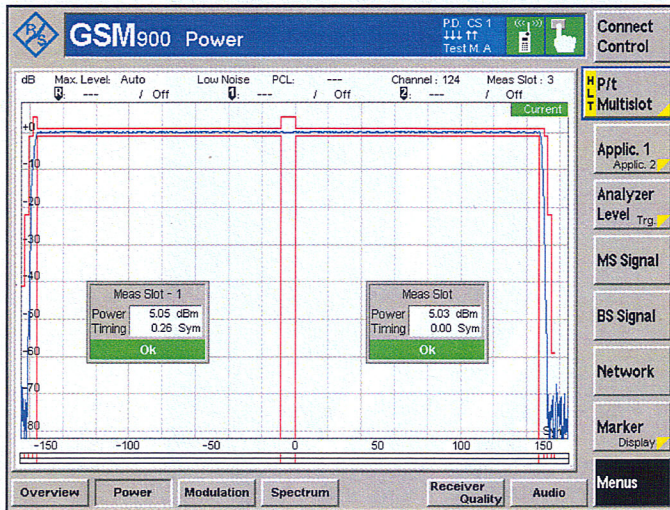 R/S
GSM900 Power
P.D. CS 1
↓↓↓ ↑↑
Test M. A
Connect
Control
dB Max. Level: Auto Low Noise PCL: --- Channel : 124 Meas Slot : 3
R: --- / Off 1: --- / Off 2: --- / Off
Current
H
L
T
P/t
Multislot
Applic. 1
Applic. 2
Analyzer
Level Trg.
MS Signal
BS Signal
Network
Marker
Display
Menus
+0
-10
-20
-30
-40
-50
-60
-70
-80
Meas Slot - 1
Power 5.05 dBm
Timing 0.26 Sym
Ok
Meas Slot
Power 5.03 dBm
Timing 0.00 Sym
Ok
-150 -100 -50 0 50 100 150
Overview Power Modulation Spectrum Receiver Quality Audio